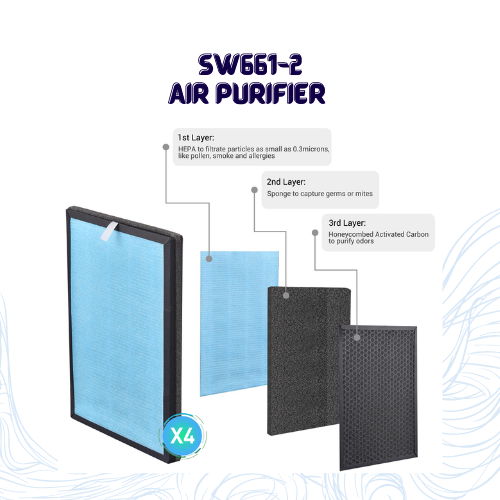 SW661-2
AIR PURIFIER
1st Layer:
HEPA to filtrate particles as small as 0.3microns,
like pollen, smoke and allergies
2nd Layer:
Sponge to capture germs or mites
3rd Layer:
Honeycombed Activated Carbon
to purify odors
X4